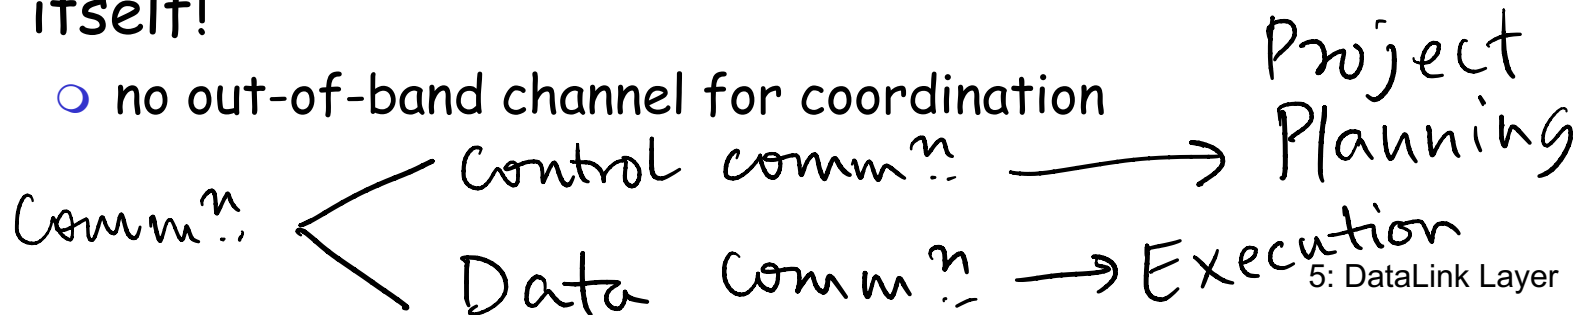 itself!
no out-of-band channel for coordination
Project
Planning
Control commⁿ. →
Commⁿ.
Data Commⁿ. → Execution
5: DataLink Layer